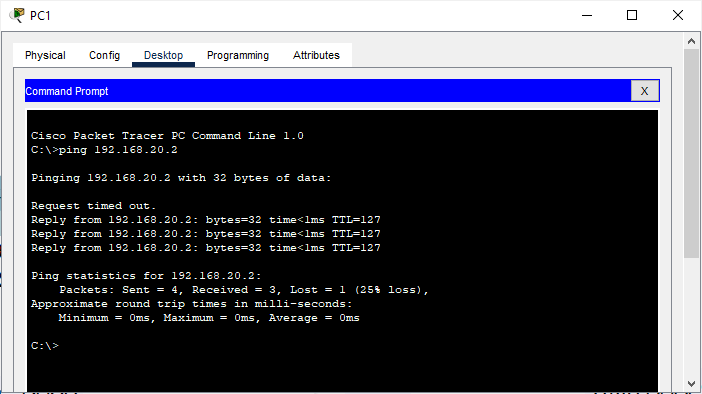 PC1
Physical Config Desktop Programming Attributes
Command Prompt
X
Cisco Packet Tracer PC Command Line 1.0
C:\>ping 192.168.20.2
Pinging 192.168.20.2 with 32 bytes of data:
Request timed out.
Reply from 192.168.20.2: bytes=32 time<1ms TTL=127
Reply from 192.168.20.2: bytes=32 time<1ms TTL=127
Reply from 192.168.20.2: bytes=32 time<1ms TTL=127
Ping statistics for 192.168.20.2:
Packets: Sent = 4, Received = 3, Lost = 1 (25% loss),
Approximate round trip times in milli-seconds:
Minimum = 0ms, Maximum = 0ms, Average = 0ms
C:\>